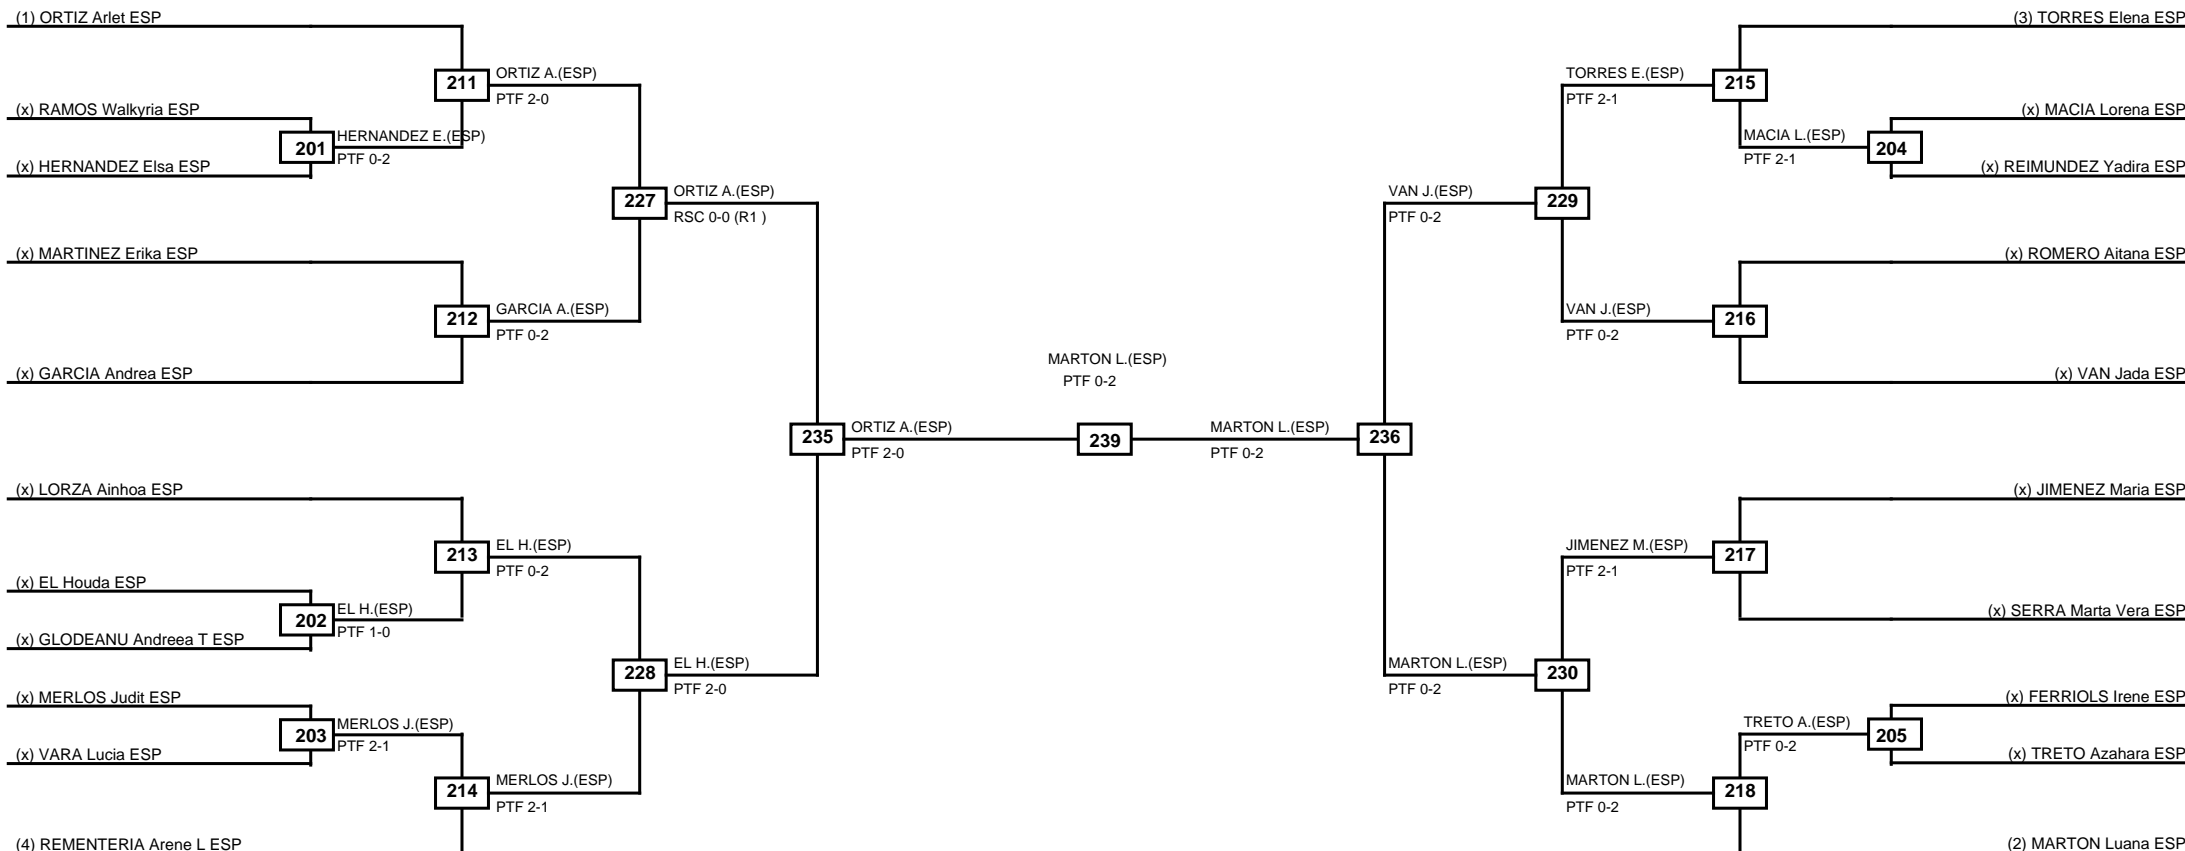 (1) ORTIZ Arlet ESP
(3) TORRES Elena ESP
ORTIZ A.(ESP)
TORRES E.(ESP)
211
215
PTF 2-0
PTF 2-1
(x) RAMOS Walkyria ESP
(x) MACIA Lorena ESP
HERNANDEZ E.(ESP)
MACIA L.(ESP)
201
204
PTF 0-2
PTF 2-1
(x) HERNANDEZ Elsa ESP
(x) REIMUNDEZ Yadira ESP
ORTIZ A.(ESP)
VAN J.(ESP)
227
229
RSC 0-0 (R1 )
PTF 0-2
(x) MARTINEZ Erika ESP
(x) ROMERO Aitana ESP
GARCIA A.(ESP)
VAN J.(ESP)
212
216
PTF 0-2
PTF 0-2
MARTON L.(ESP)
PTF 0-2
(x) GARCIA Andrea ESP
(x) VAN Jada ESP
ORTIZ A.(ESP)
MARTON L.(ESP)
235
239
236
PTF 2-0
PTF 0-2
(x) LORZA Ainhoa ESP
(x) JIMENEZ Maria ESP
EL H.(ESP)
JIMENEZ M.(ESP)
213
217
PTF 0-2
PTF 2-1
(x) EL Houda ESP
EL H.(ESP)
(x) SERRA Marta Vera ESP
202
PTF 1-0
(x) GLODEANU Andreea T ESP
EL H.(ESP)
MARTON L.(ESP)
228
230
PTF 2-0
PTF 0-2
(x) MERLOS Judit ESP
(x) FERRIOLS Irene ESP
MERLOS J.(ESP)
TRETO A.(ESP)
203
205
PTF 2-1
PTF 0-2
(x) VARA Lucia ESP
(x) TRETO Azahara ESP
MERLOS J.(ESP)
MARTON L.(ESP)
214
218
PTF 2-1
PTF 0-2
(4) REMENTERIA Arene L ESP
(2) MARTON Luana ESP